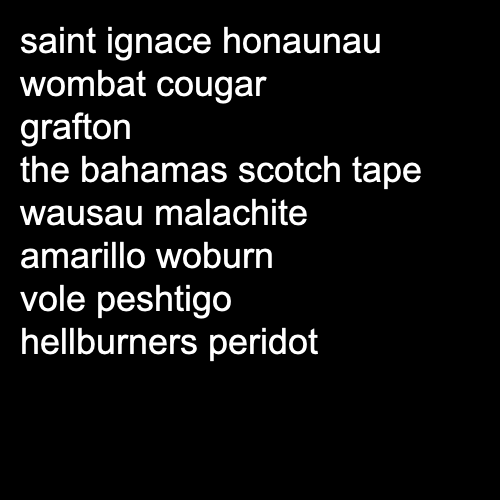 saint ignace honaunau
wombat cougar
grafton
the bahamas scotch tape
wausau malachite
amarillo woburn
vole peshtigo
hellburners peridot